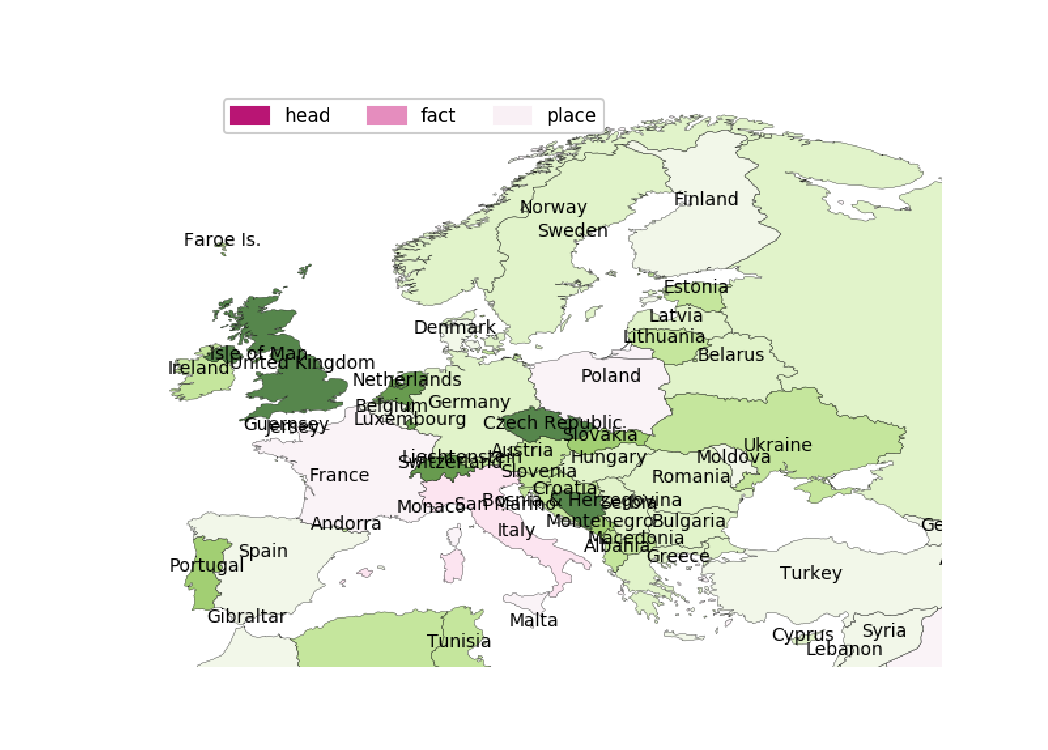 head fact place
Finland
Norway
Sweden
Faroe Is.
Estonia
Latvia
Denmark
Lithuania
Isle of Man
Belarus
United Kingdom
Ireland
Poland
Netherlands
Germany
Belgium
Luxembourg
Czech Republic
Guernsey
Jersey
Slovakia
Ukraine
Austria
Liechtenstein
Hungary
Moldova
Switzerland
Slovenia
France
Romania
Croatia
Bosnia & Herzegovina
Serbia
San Marino
Monaco
Andorra
Montenegro
Bulgaria
Ge
Italy
Macedonia
Albania
Spain
Greece
Portugal
Turkey
Gibraltar
Malta
Syria
Cyprus
Tunisia
Lebanon